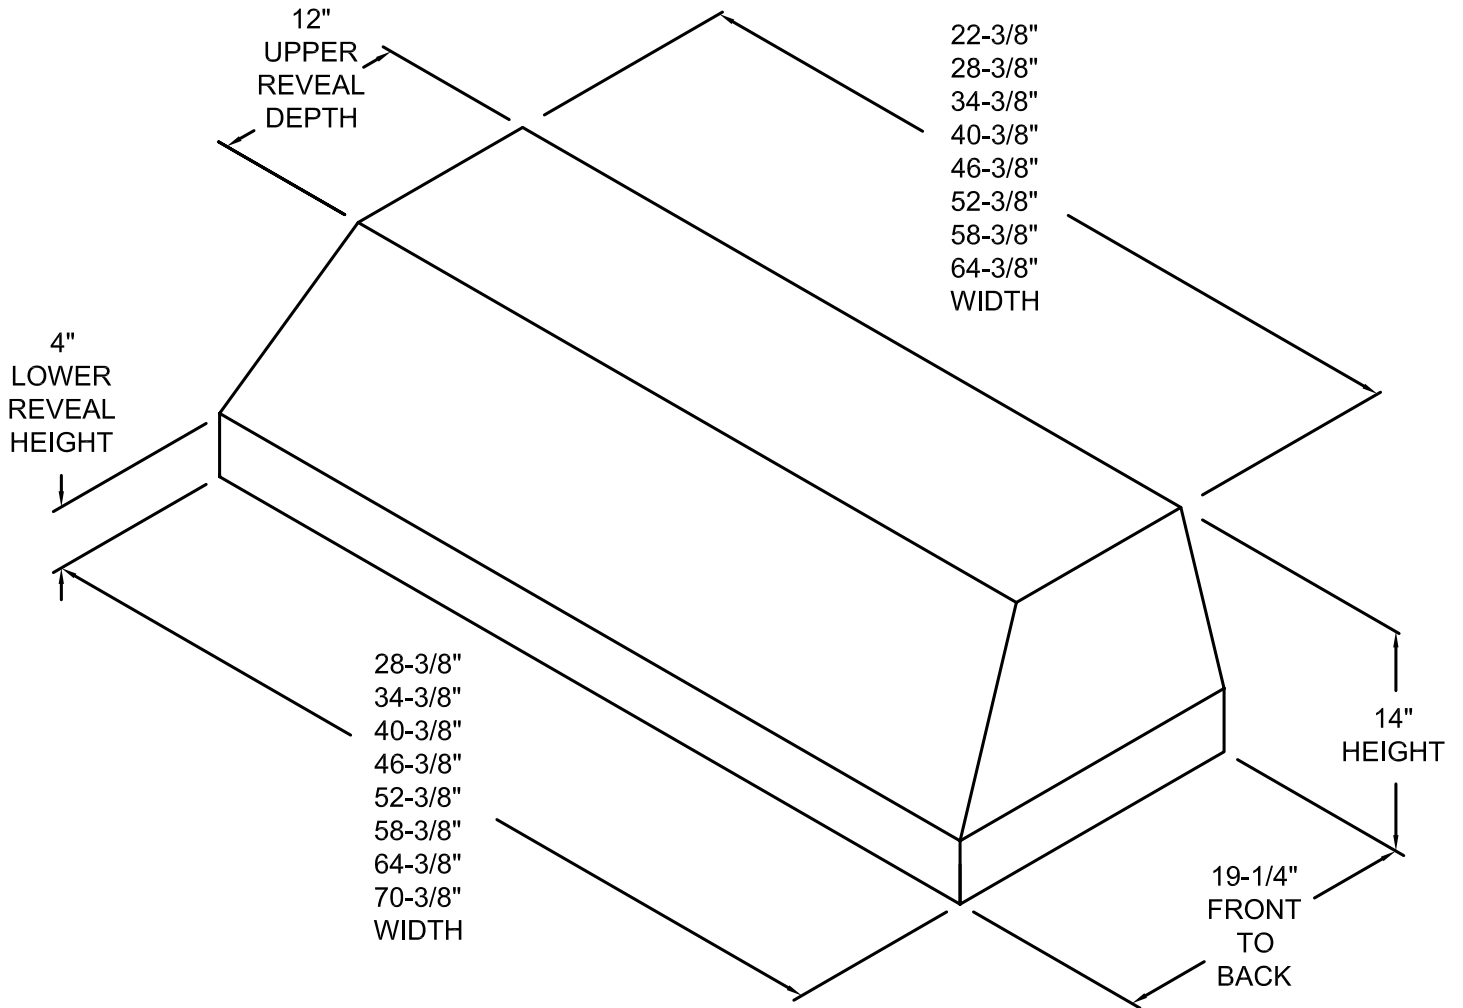 12"
UPPER
REVEAL
DEPTH
22-3/8"
28-3/8"
34-3/8"
40-3/8"
46-3/8"
52-3/8"
58-3/8"
64-3/8"
WIDTH
4"
LOWER
REVEAL
HEIGHT
28-3/8"
34-3/8"
40-3/8"
46-3/8"
52-3/8"
58-3/8"
64-3/8"
70-3/8"
WIDTH
14"
HEIGHT
19-1/4"
FRONT
TO
BACK